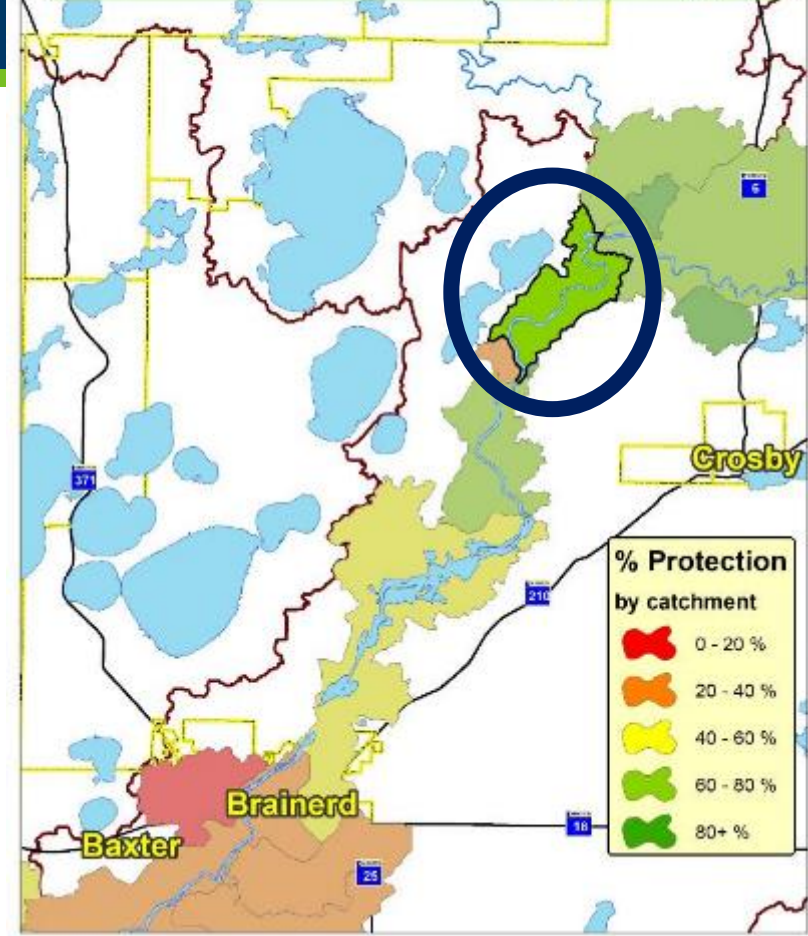 6
Crosby
371
210
% Protection
by catchment
0 - 20 %
20 - 40 %
40 - 60 %
60 - 80 %
80+ %
Brainerd
18
Baxter
25